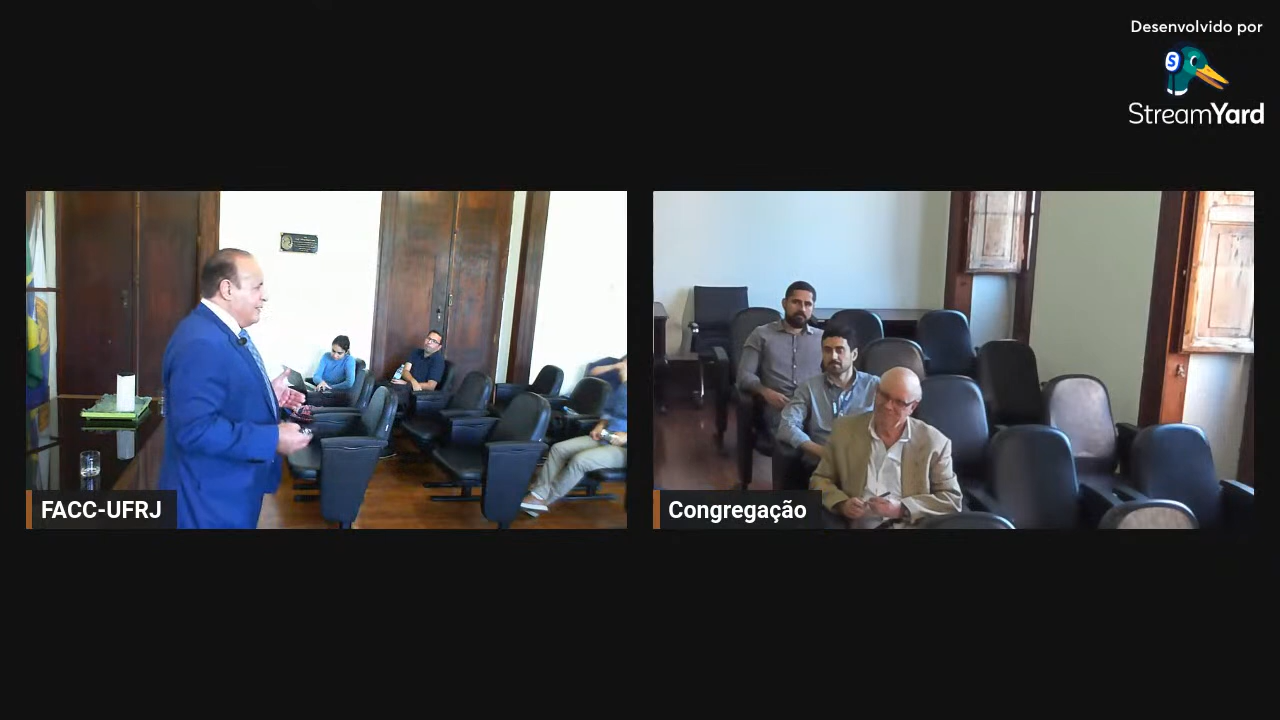 Desenvolvido por
S
StreamYard
FACC-UFRJ
Congregação